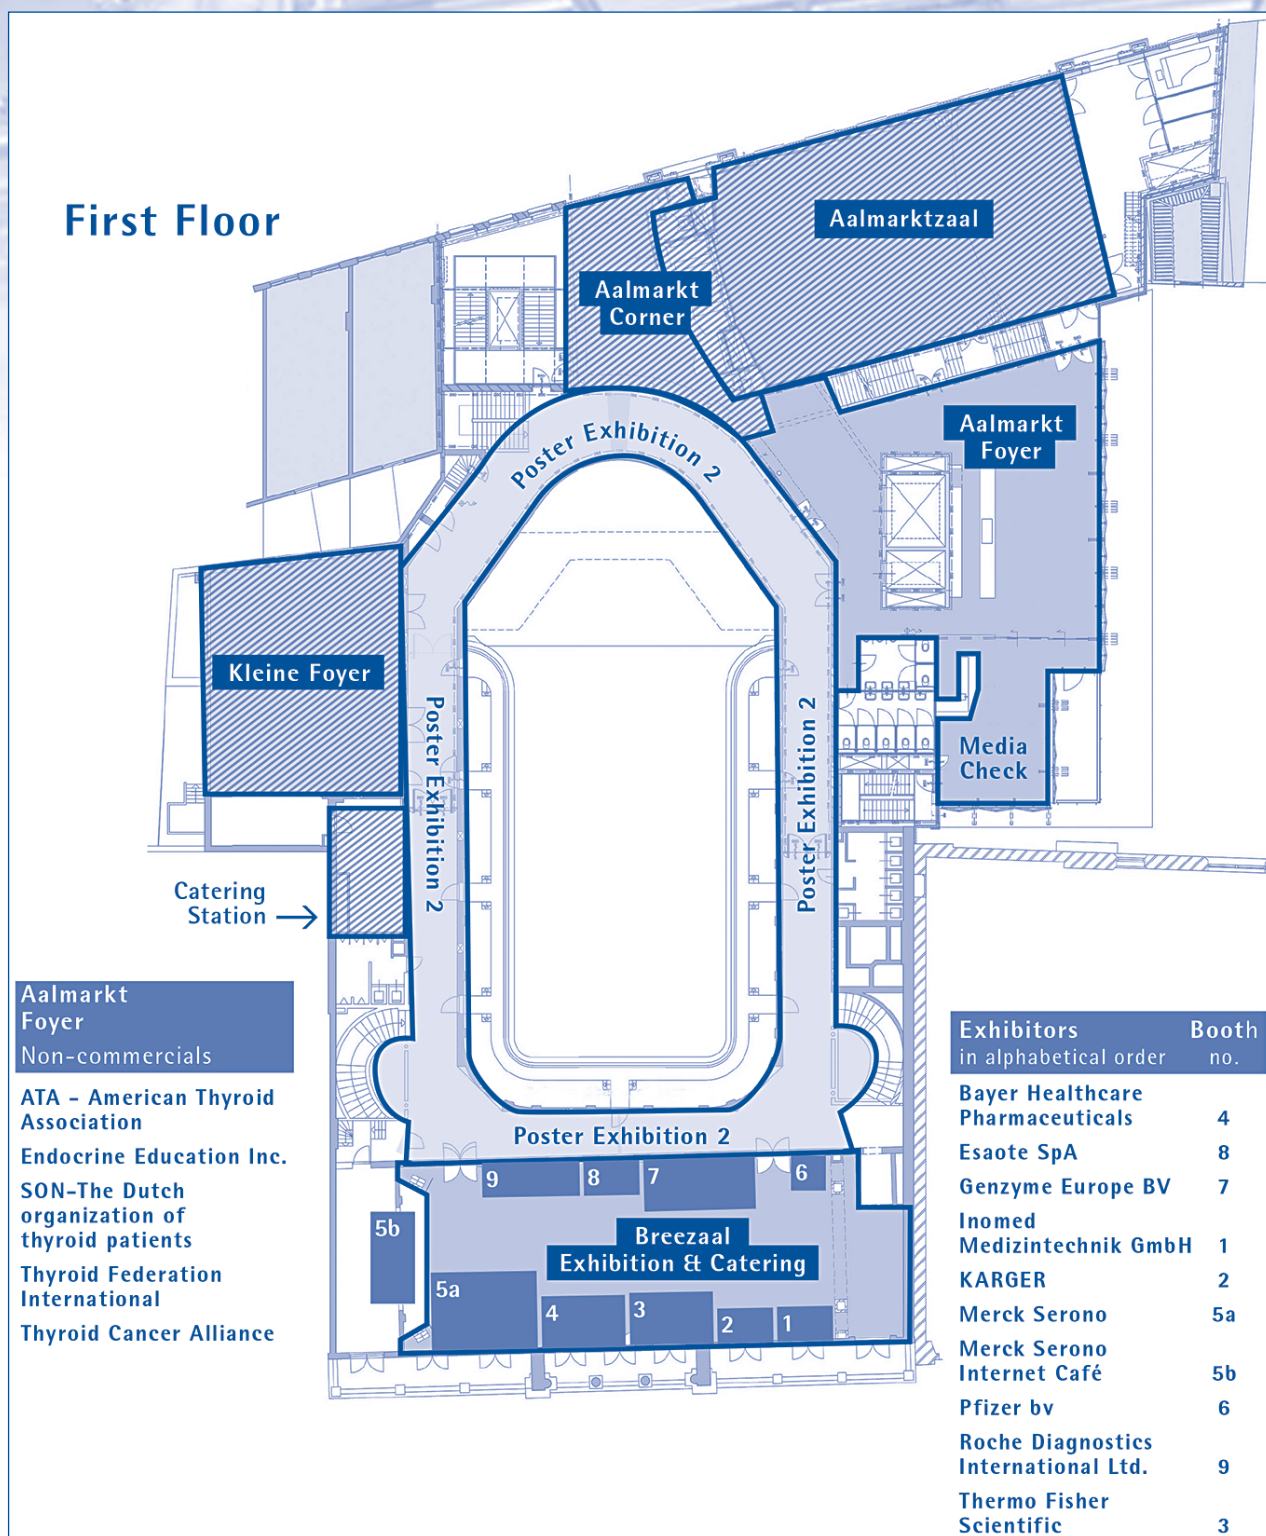 First Floor
Aalmarktzaal
Aalmarkt
Corner
Aalmarkt
Foyer
Poster Exhibition 2
Kleine Foyer
Poster Exhibition 2
Poster Exhibition 2
Media
Check
Catering
Station
Poster Exhibition 2
9
8
7
6
5b
Breezaal
Exhibition & Catering
5a
4
3
2
1
Aalmarkt
Foyer
Non-commercials
ATA – American Thyroid
Association
Endocrine Education Inc.
SON-The Dutch
organization of
thyroid patients
Thyroid Federation
International
Thyroid Cancer Alliance
Exhibitors Booth
in alphabetical order no.
Bayer Healthcare
Pharmaceuticals 4
Esaote SpA 8
Genzyme Europe BV 7
Inomed
Medizintechnik GmbH 1
KARGER 2
Merck Serono 5a
Merck Serono
Internet Café 5b
Pfizer bv 6
Roche Diagnostics
International Ltd. 9
Thermo Fisher
Scientific 3